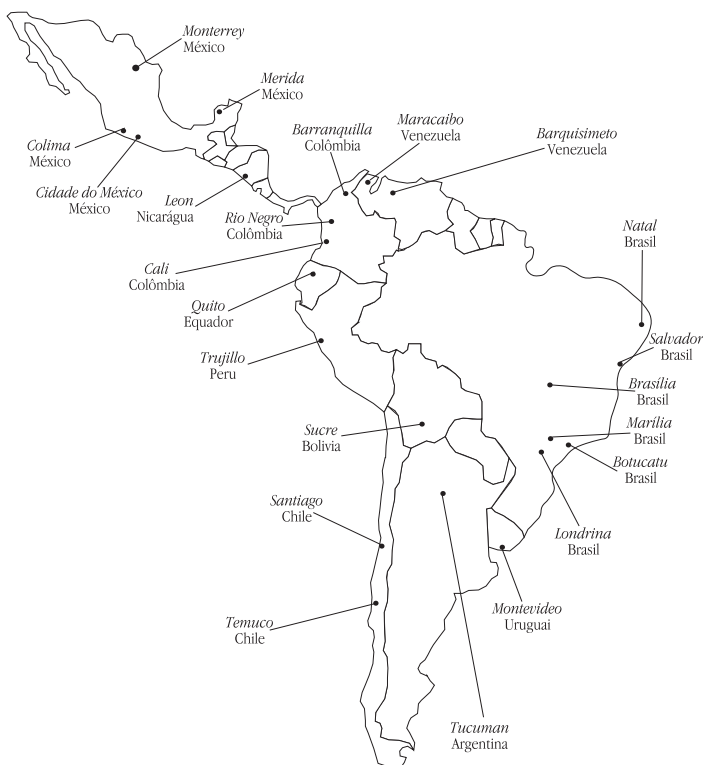 Monterrey
México
Merida
México
Colima
México
Cidade do México
México
Leon
Nicarágua
Barranquilla
Colômbia
Maracaibo
Venezuela
Barquisimeto
Venezuela
Rio Negro
Colômbia
Cali
Colômbia
Quito
Equador
Trujillo
Peru
Natal
Brasil
Salvador
Brasil
Brasília
Brasil
Marília
Brasil
Botucatu
Brasil
Londrina
Brasil
Sucre
Bolivia
Santiago
Chile
Temuco
Chile
Montevideo
Uruguai
Tucuman
Argentina